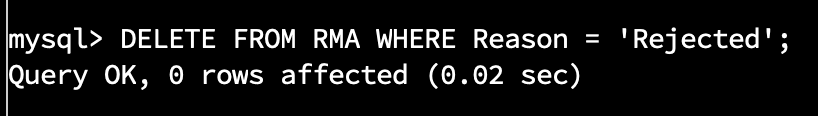 mysql> DELETE FROM RMA WHERE Reason = 'Rejected';
Query OK, 0 rows affected (0.02 sec)